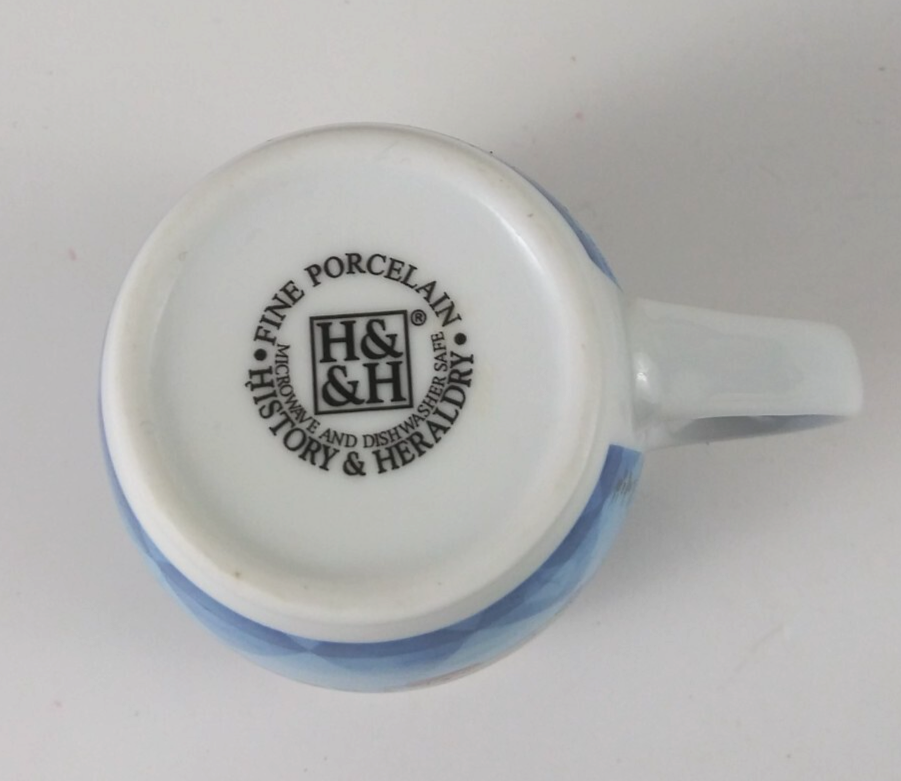 • FINE PORCELAIN •
H&
&H®
MICROWAVE AND DISHWASHER SAFE
HISTORY & HERALDRY